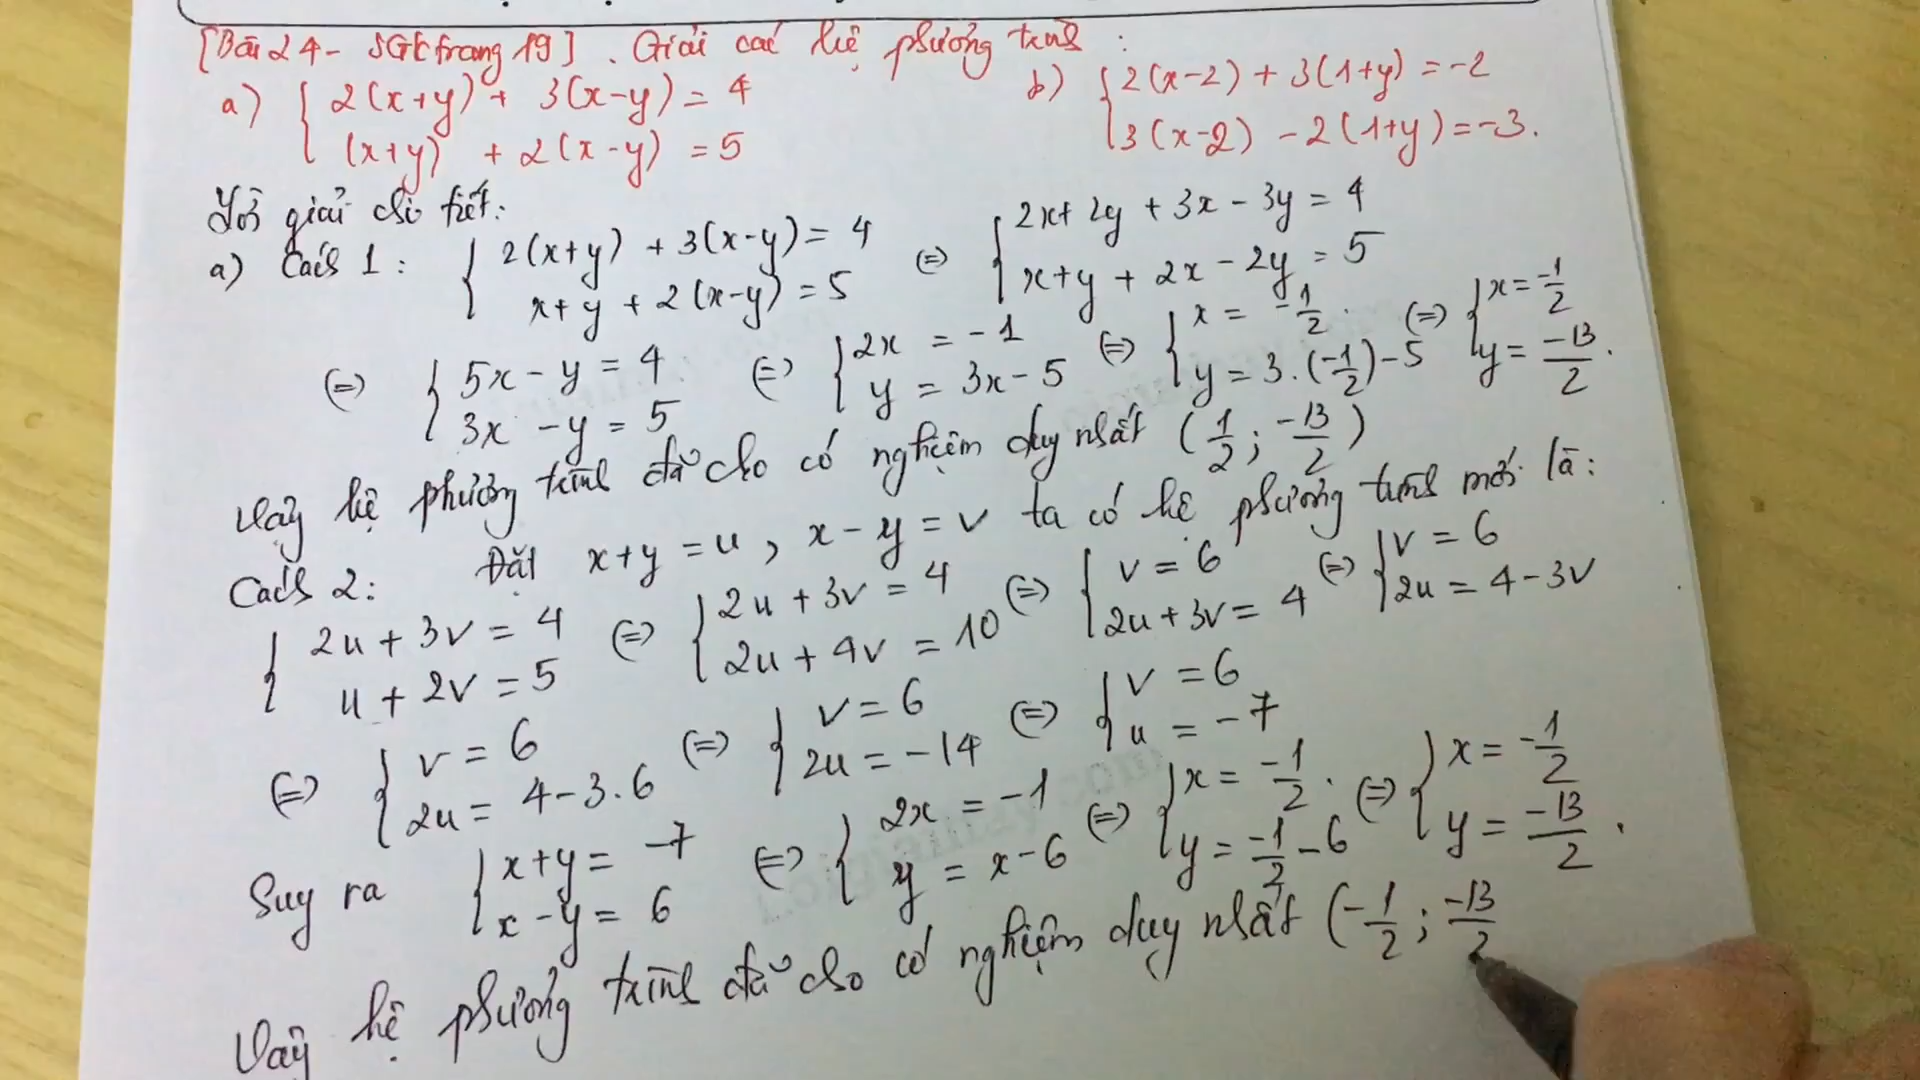 [Bài 24 - SGK trang 19]. Giải các hệ phương trình:
a) { 2(x+y) + 3(x-y) = 4
(x+y) + 2(x-y) = 5
b) { 2(x-2) + 3(1+y) = -2
3(x-2) - 2(1+y) = -3.
Lời giải chi tiết:
a) Cách 1: { 2(x+y) + 3(x-y) = 4 (=) { 2x + 2y + 3x - 3y = 4
x+y + 2(x-y) = 5 x+y + 2x - 2y = 5
(=) { 5x - y = 4 (=) { 2x = -1 (=) { x = -1/2. (=) { x = -1/2
3x - y = 5 y = 3x - 5 y = 3.(-1/2) - 5 y = -13/2.
Vậy hệ phương trình đã cho có nghiệm duy nhất (1/2; -13/2)
Cách 2: Đặt x+y = u, x-y = v ta có hệ phương trình mới là:
{ 2u + 3v = 4 (=) { 2u + 3v = 4 (=) { v = 6 (=) { v = 6
u + 2v = 5 2u + 4v = 10 2u + 3v = 4 2u = 4 - 3v
(=) { v = 6 (=) { v = 6 (=) { v = 6
2u = 4 - 3.6 2u = -14 u = -7
Suy ra { x+y = -7 (=) { 2x = -1 (=) { x = -1/2. (=) { x = -1/2
x-y = 6 y = x-6 y = -1/2 - 6 y = -13/2.
Vậy hệ phương trình đã cho có nghiệm duy nhất (-1/2; -13/2